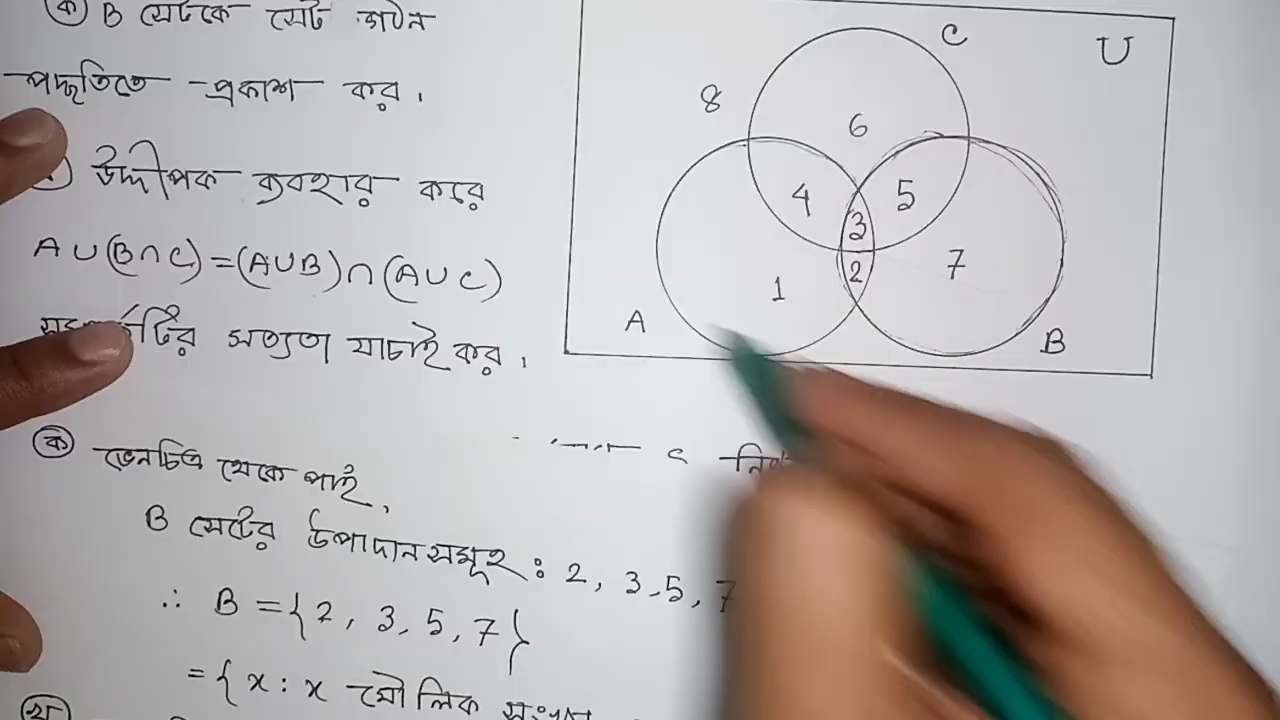 ক B সেটকে সেট গঠন
পদ্ধতিতে প্রকাশ কর।
উদ্দীপক ব্যবহার করে
A∪(B∩C)=(A∪B)∩(A∪C)
সত্যতা যাচাই কর।
C
U
8
6
4
5
3
2
1
7
A
B
ক ভেনচিত্র থেকে পাই,
B সেটের উপাদানসমূহ: 2, 3, 5, 7
∴ B = {2, 3, 5, 7}
= {x : x মৌলিক
খ